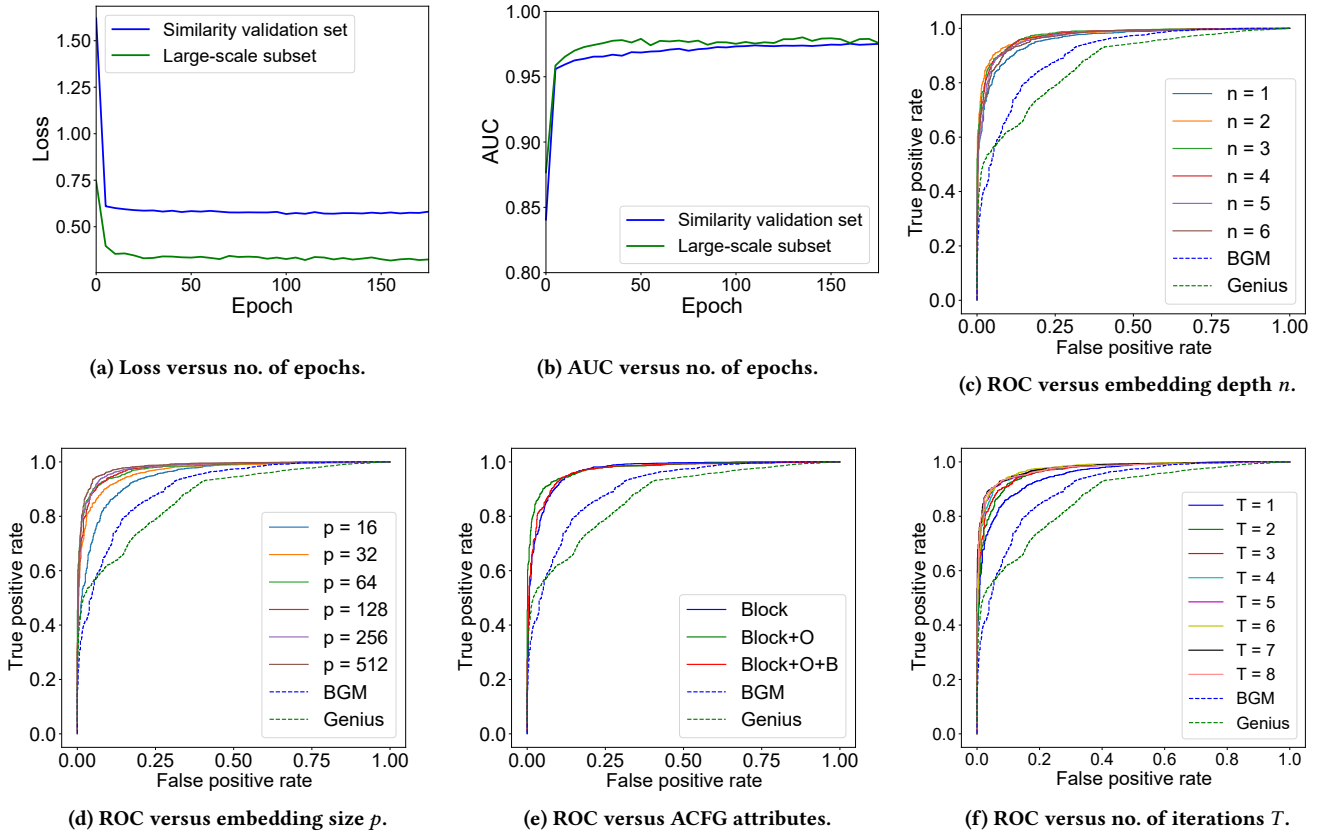 1.50
1.25
1.00
0.75
0.50
Loss
Similarity validation set
Large-scale subset
0
50
100
150
Epoch
(a) Loss versus no. of epochs.
1.00
0.95
0.90
0.85
0.80
AUC
Similarity validation set
Large-scale subset
0
50
100
150
Epoch
(b) AUC versus no. of epochs.
1.0
0.8
0.6
0.4
0.2
0.0
True positive rate
n = 1
n = 2
n = 3
n = 4
n = 5
n = 6
BGM
Genius
0.00
0.25
0.50
0.75
1.00
False positive rate
(c) ROC versus embedding depth n.
1.0
0.8
0.6
0.4
0.2
0.0
True positive rate
p = 16
p = 32
p = 64
p = 128
p = 256
p = 512
BGM
Genius
0.00
0.25
0.50
0.75
1.00
False positive rate
(d) ROC versus embedding size p.
1.0
0.8
0.6
0.4
0.2
0.0
True positive rate
Block
Block+O
Block+O+B
BGM
Genius
0.00
0.25
0.50
0.75
1.00
False positive rate
(e) ROC versus ACFG attributes.
1.0
0.8
0.6
0.4
0.2
0.0
True positive rate
T = 1
T = 2
T = 3
T = 4
T = 5
T = 6
T = 7
T = 8
BGM
Genius
0.0
0.2
0.4
0.6
0.8
1.0
False positive rate
(f) ROC versus no. of iterations T.